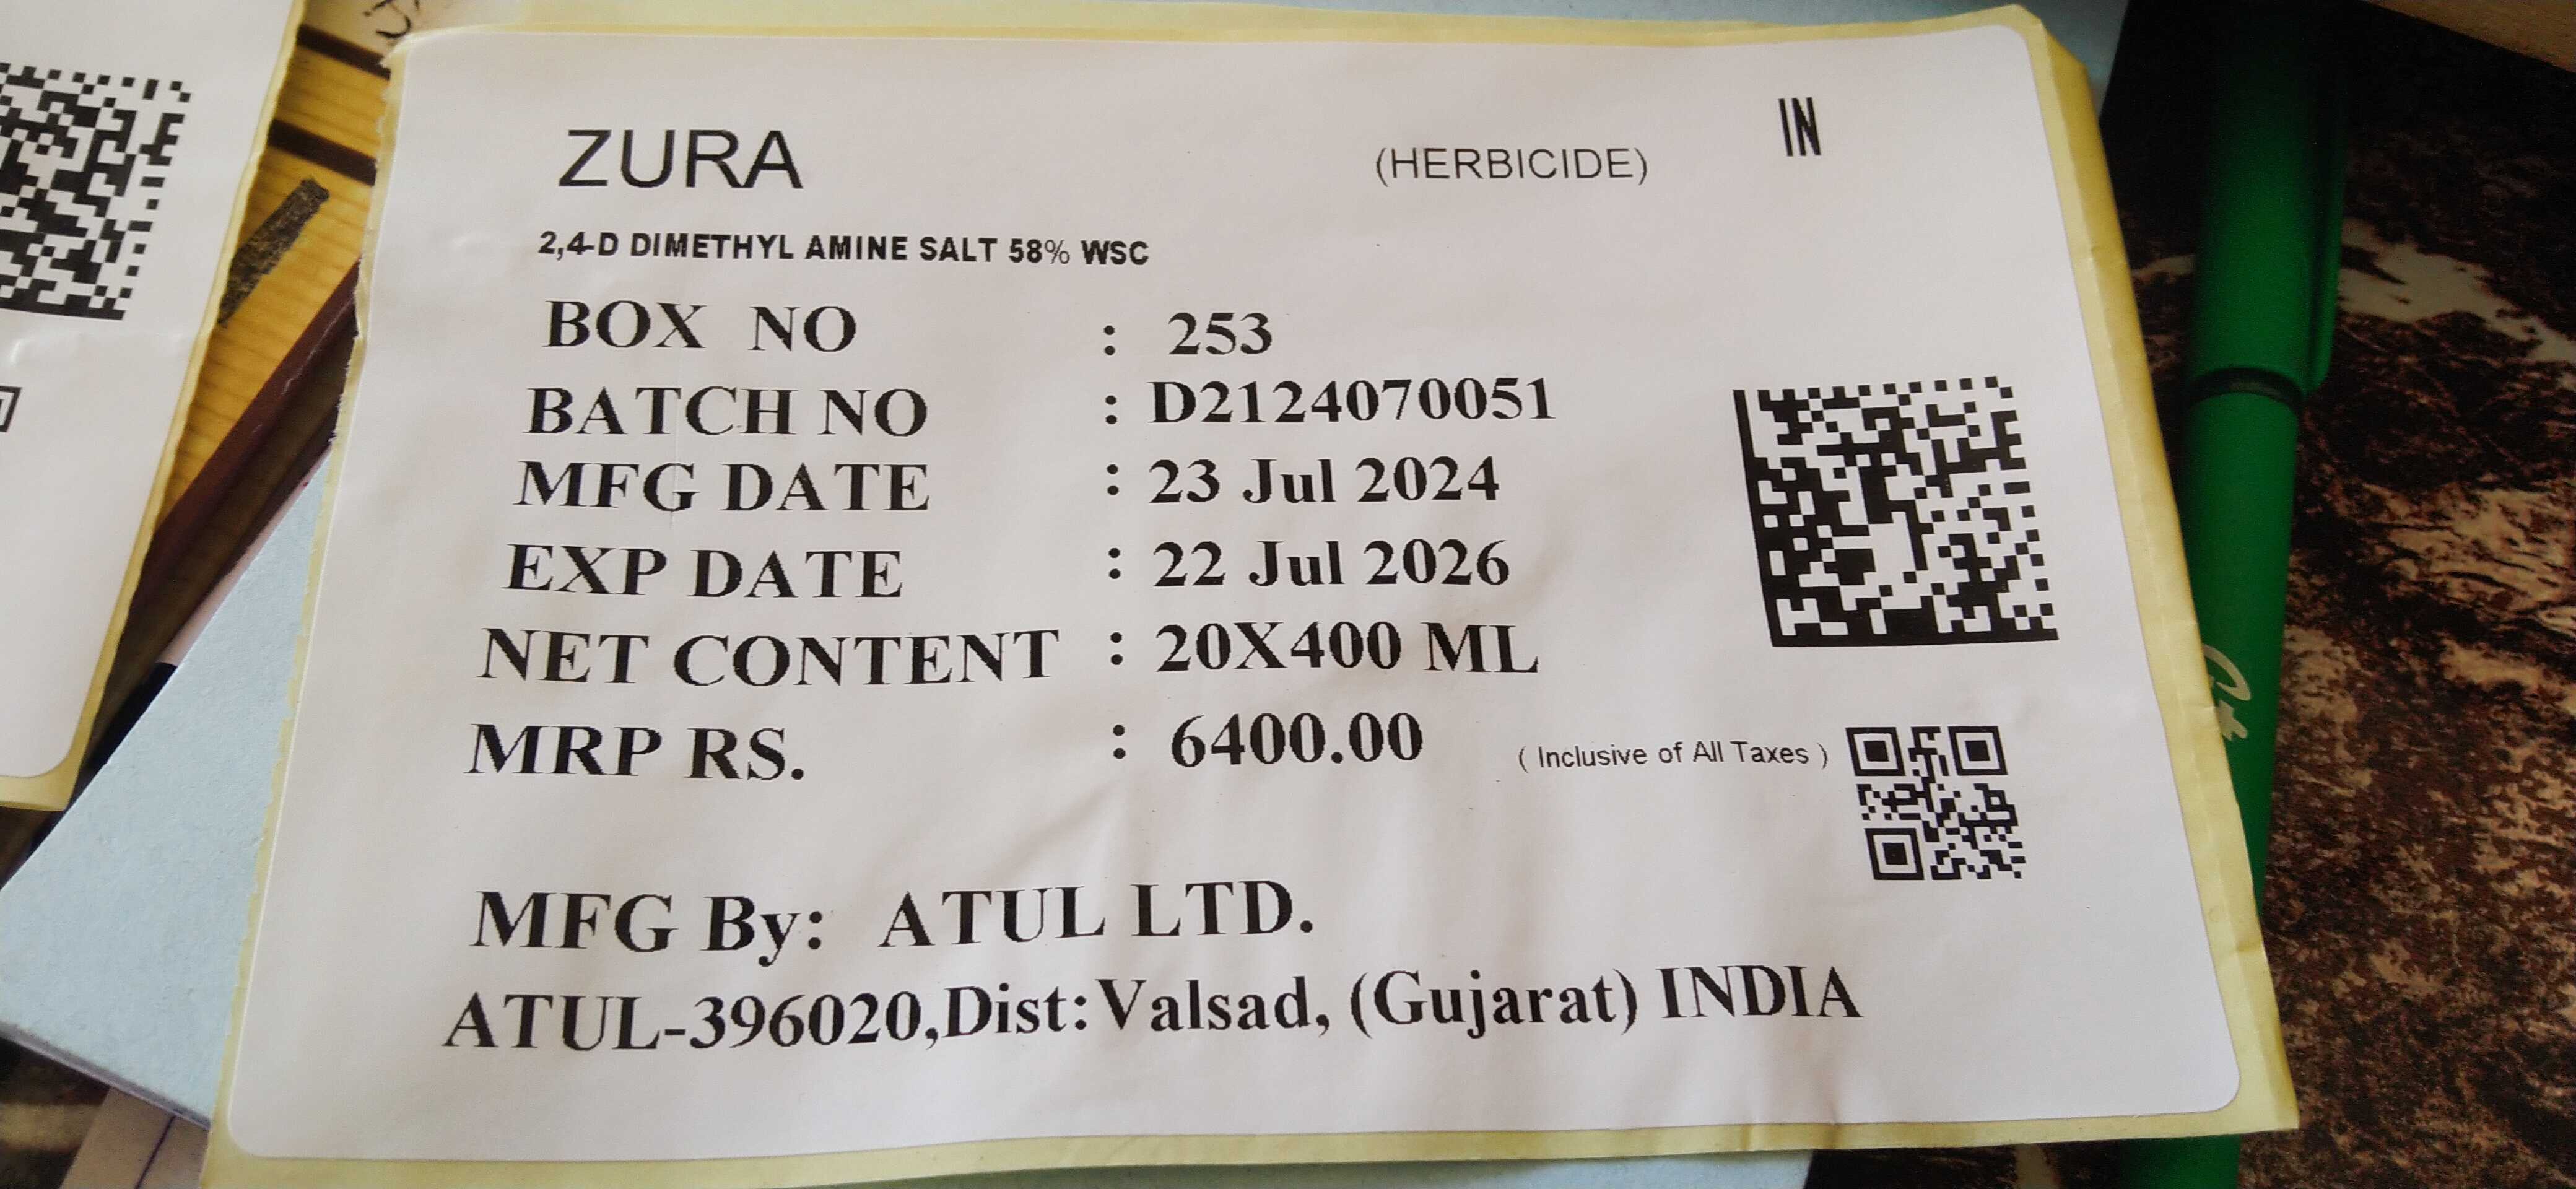 ZURA (HERBICIDE) IN
2,4-D DIMETHYL AMINE SALT 58% WSC
BOX NO : 253
BATCH NO : D2124070051
MFG DATE : 23 Jul 2024
EXP DATE : 22 Jul 2026
NET CONTENT : 20X400 ML
MRP RS. : 6400.00 ( Inclusive of All Taxes )
MFG By: ATUL LTD.
ATUL-396020,Dist:Valsad, (Gujarat) INDIA